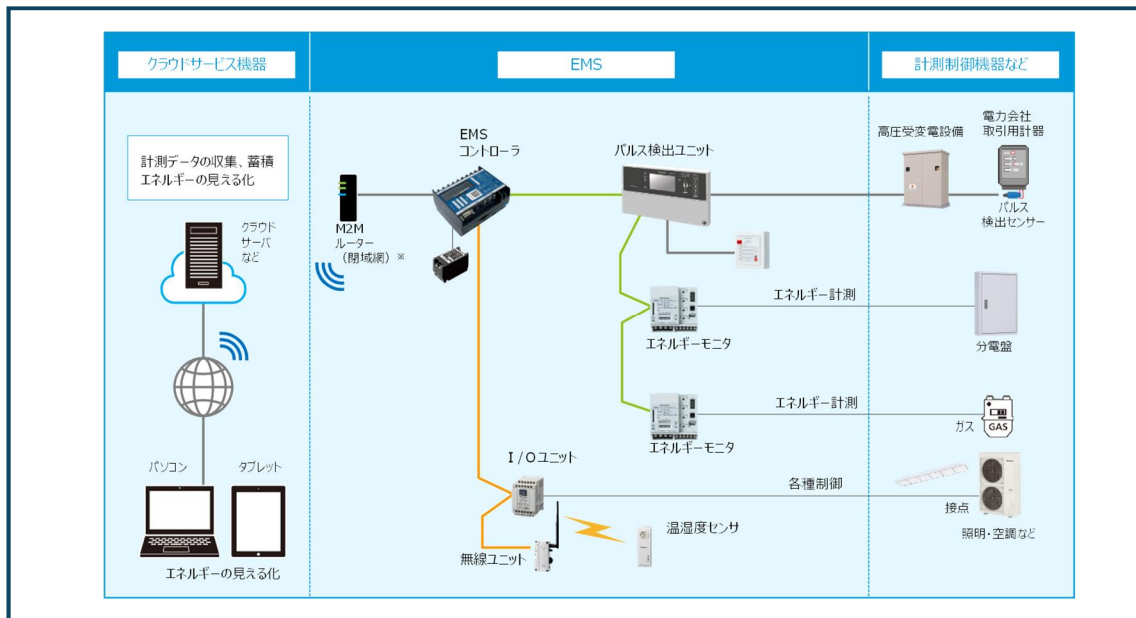 クラウドサービス機器
EMS
計測制御機器など
計測データの収集、蓄積
エネルギーの見える化
クラウド
サーバ
など
パソコン
タブレット
エネルギーの見える化
EMS
コントローラ
M2M
ルーター
（閉域網）※
パルス検出ユニット
エネルギー計測
エネルギーモニタ
エネルギー計測
エネルギーモニタ
I/Oユニット
各種制御
無線ユニット
温湿度センサ
高圧受変電設備
電力会社
取引用計器
パルス
検出センサー
分電盤
ガス
GAS
接点
照明・空調など